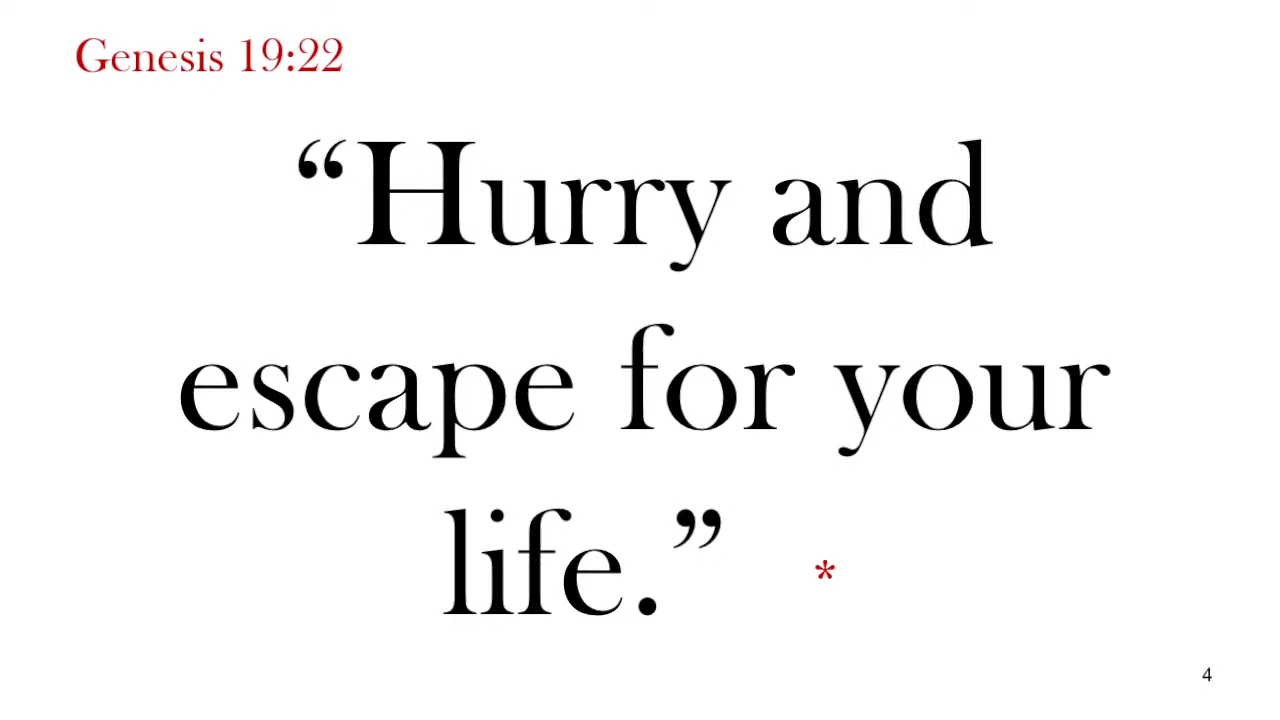 Genesis 19:22
“Hurry and
escape for your
life.” *
4